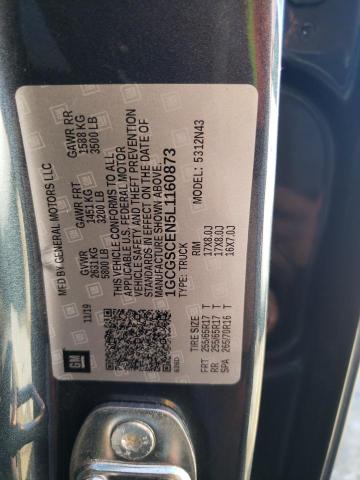 MFD BY GENERAL MOTORS LLC
11/19
GVWR
2631 KG
5800 LB
GAWR FRT
1451 KG
3200 LB
GAWR RR
1588 KG
3500 LB
THIS VEHICLE CONFORMS TO ALL
APPLICABLE U.S. FEDERAL MOTOR
VEHICLE SAFETY AND THEFT PREVENTION
STANDARDS IN EFFECT ON THE DATE OF
MANUFACTURE SHOWN ABOVE.
1GCGSCEN5L1160873
TYPE: TRUCK
MODEL: 5312N43
TIRE SIZE RIM
FRT 255/65R17 T 17X8.0J
RR 255/65R17 T 17X8.0J
SPA 265/70R16 T 16X7.0J
GM